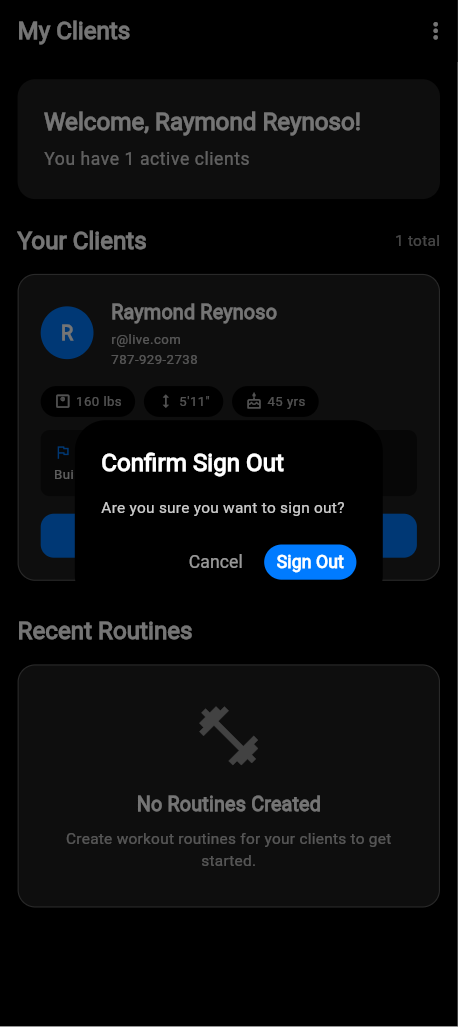 My Clients
Welcome, Raymond Reynoso!
You have 1 active clients
Your Clients
1 total
R
Raymond Reynoso
r@live.com
787-929-2738
160 lbs
5'11"
45 yrs
Bui
Confirm Sign Out
Are you sure you want to sign out?
Cancel
Sign Out
Recent Routines
No Routines Created
Create workout routines for your clients to get
started.